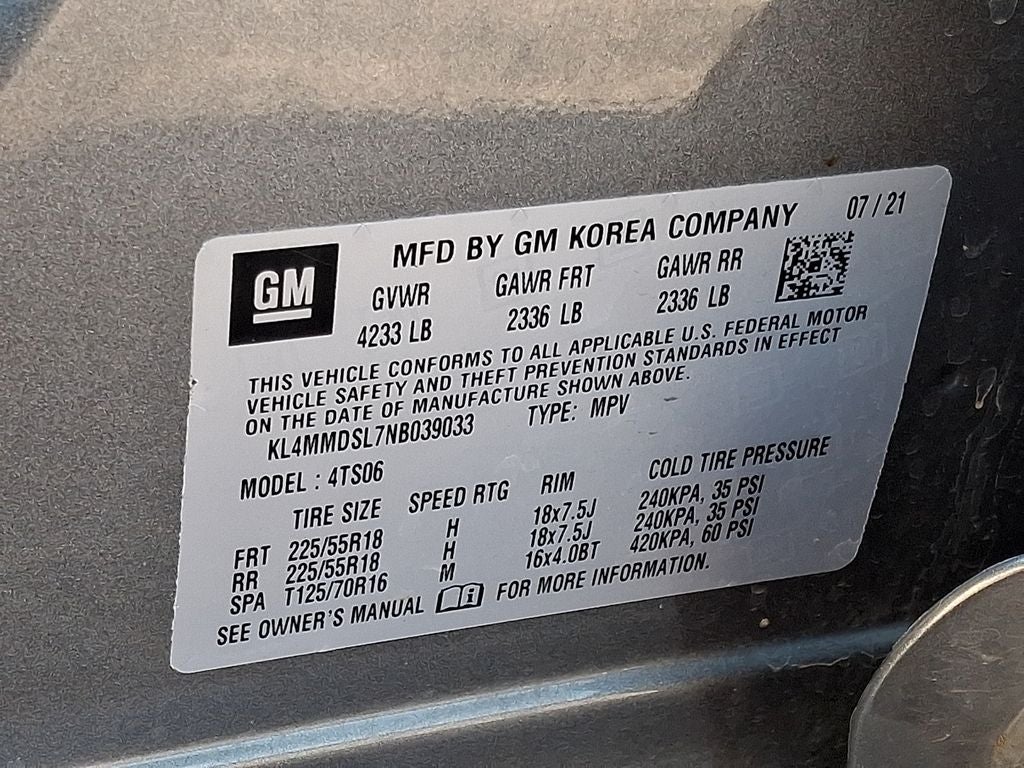 MFD BY GM KOREA COMPANY 07/21
GM
GVWR GAWR FRT GAWR RR
4233 LB 2336 LB 2336 LB
THIS VEHICLE CONFORMS TO ALL APPLICABLE U.S. FEDERAL MOTOR
VEHICLE SAFETY AND THEFT PREVENTION STANDARDS IN EFFECT
ON THE DATE OF MANUFACTURE SHOWN ABOVE.
KL4MMDSL7NB039033 TYPE: MPV
MODEL : 4TS06
TIRE SIZE SPEED RTG RIM COLD TIRE PRESSURE
FRT 225/55R18 H 18x7.5J 240KPA, 35 PSI
RR 225/55R18 H 18x7.5J 240KPA, 35 PSI
SPA T125/70R16 M 16x4.0BT 420KPA, 60 PSI
SEE OWNER'S MANUAL FOR MORE INFORMATION.